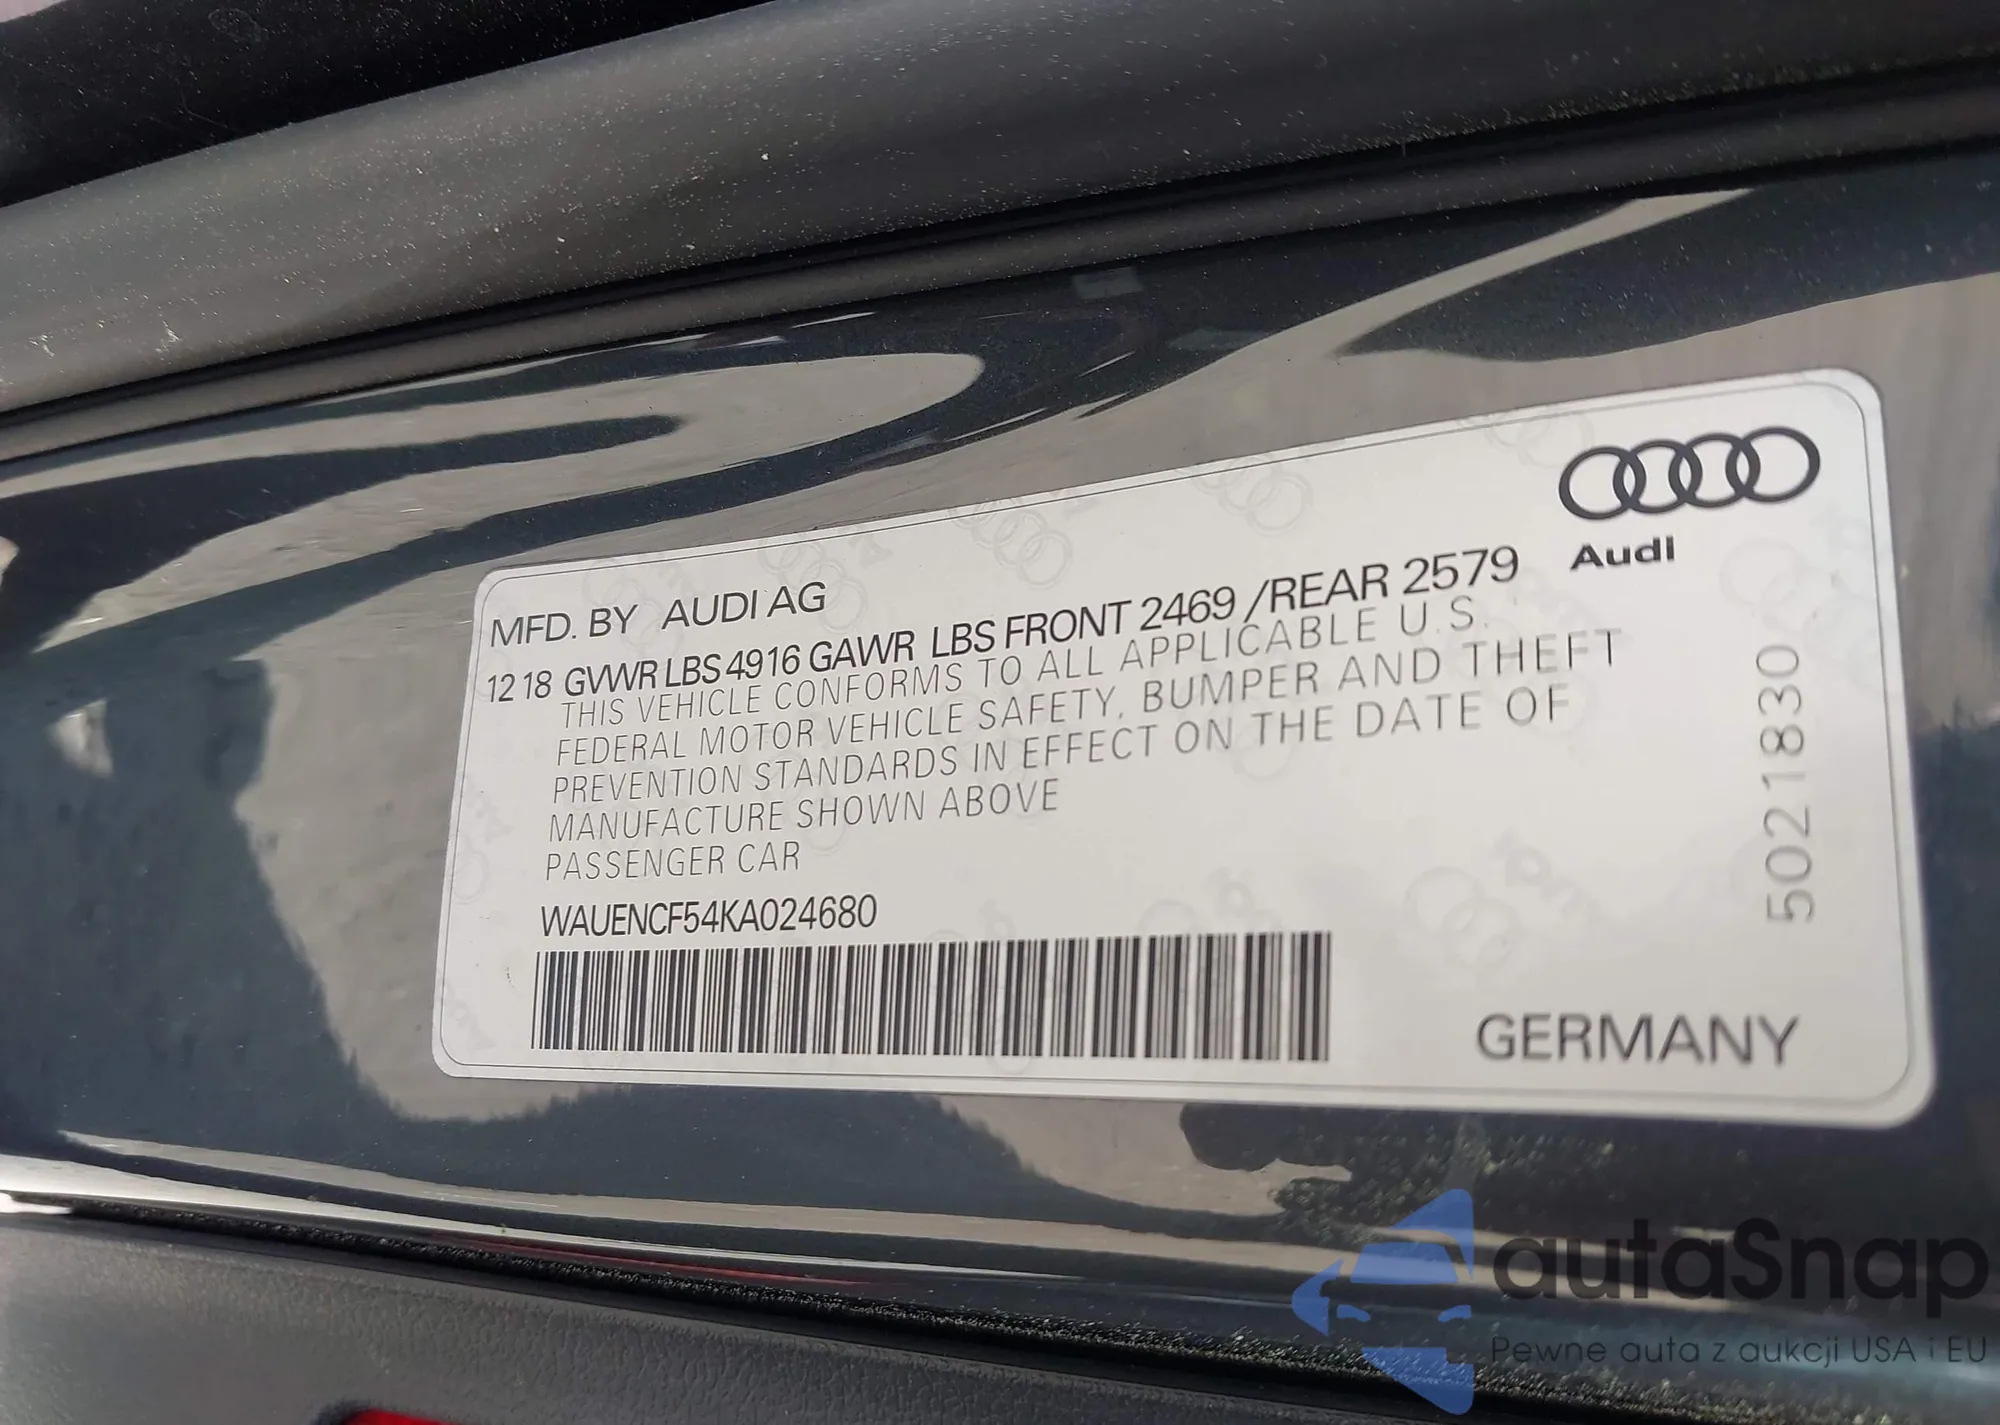 Audi
MFD. BY AUDI AG
12 18 GVWR LBS 4916 GAWR LBS FRONT 2469 /REAR 2579
THIS VEHICLE CONFORMS TO ALL APPLICABLE U.S.
FEDERAL MOTOR VEHICLE SAFETY, BUMPER AND THEFT
PREVENTION STANDARDS IN EFFECT ON THE DATE OF
MANUFACTURE SHOWN ABOVE
PASSENGER CAR
WAUENCF54KA024680
5021830
GERMANY
autaSnap
Pewne auta z aukcji USA i EU